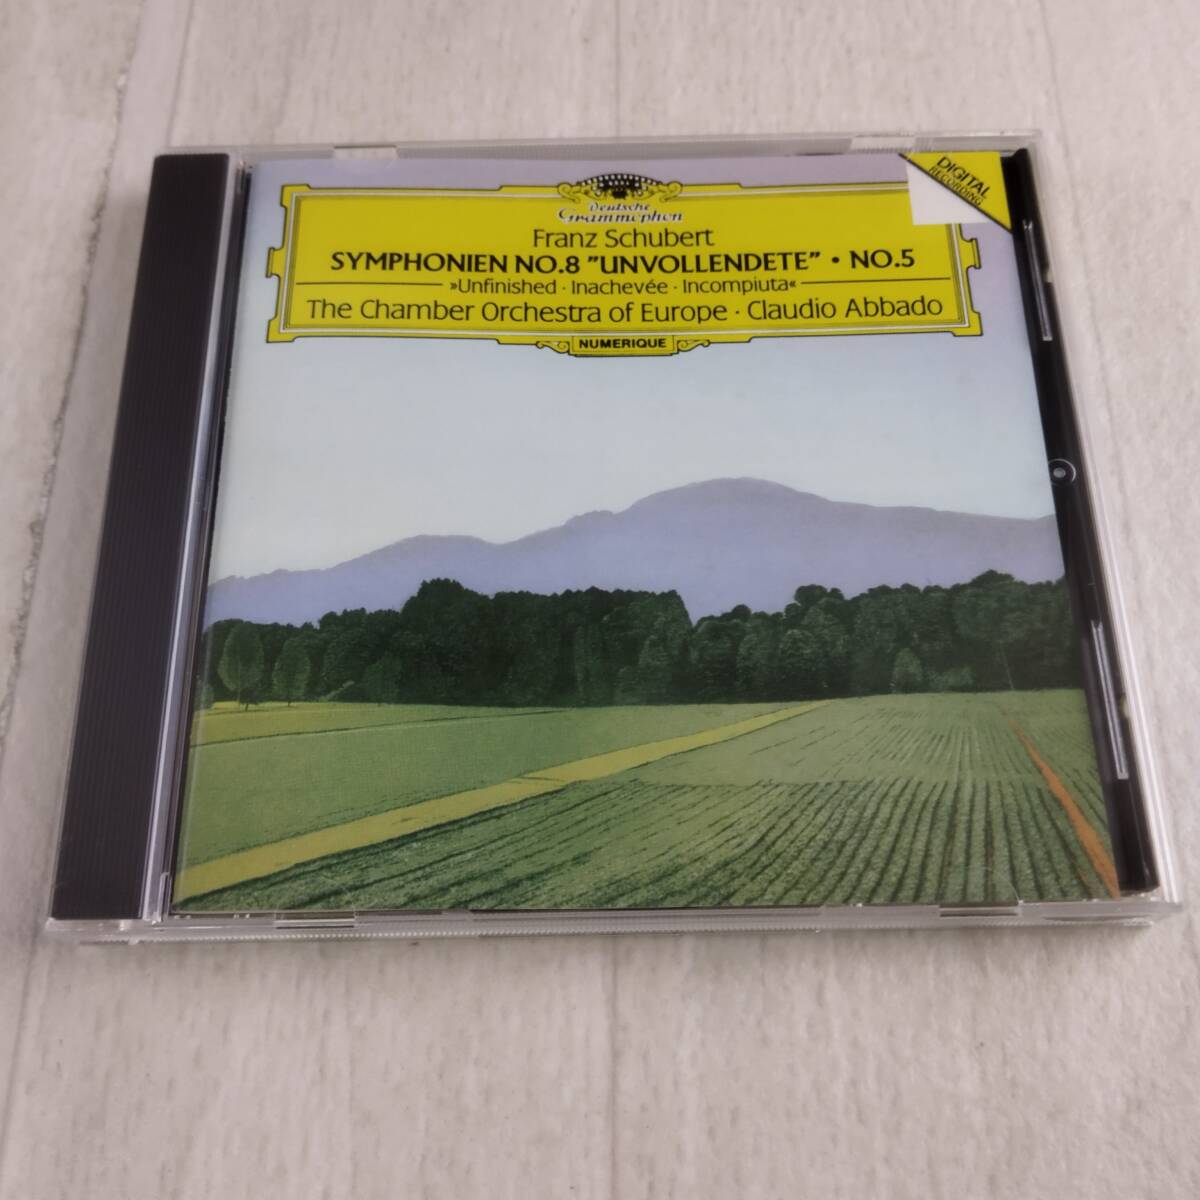 DIGITAL
RECORDING
Deutsche
Grammophon
Franz Schubert
SYMPHONIEN NO.8 "UNVOLLENDETE" • NO.5
»Unfinished · Inachevée · Incompiuta«
The Chamber Orchestra of Europe · Claudio Abbado
NUMERIQUE